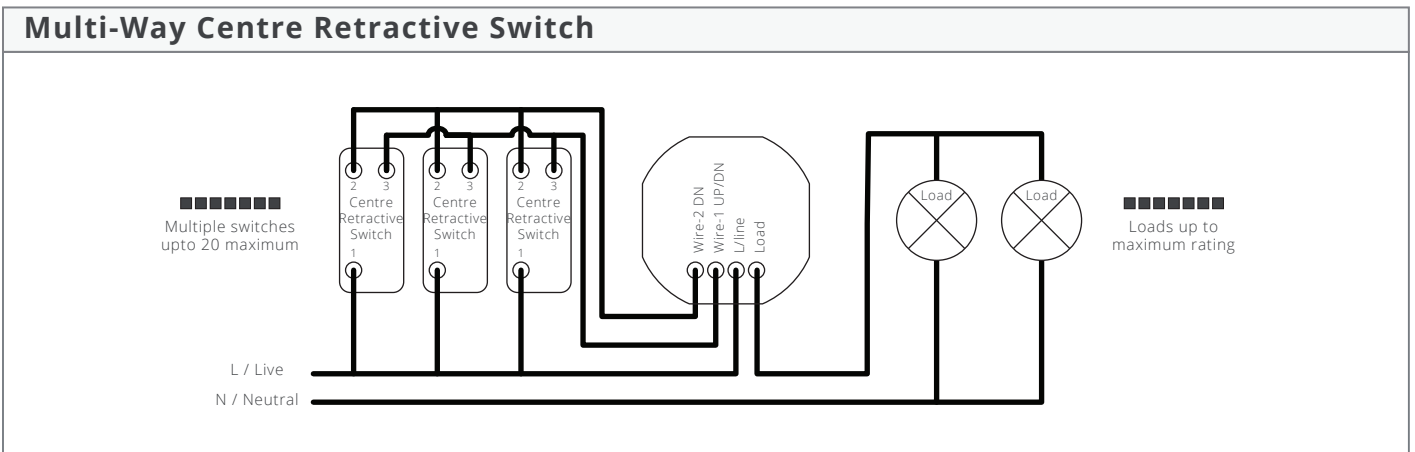 Multi-Way Centre Retractive Switch
2 3
Centre
Retractive
Switch
1
2 3
Centre
Retractive
Switch
1
2 3
Centre
Retractive
Switch
1
Multiple switches
upto 20 maximum
Wire-2 DN
Wire-1 UP/DN
L/line
Load
Load
Load
Loads up to
maximum rating
L / Live
N / Neutral